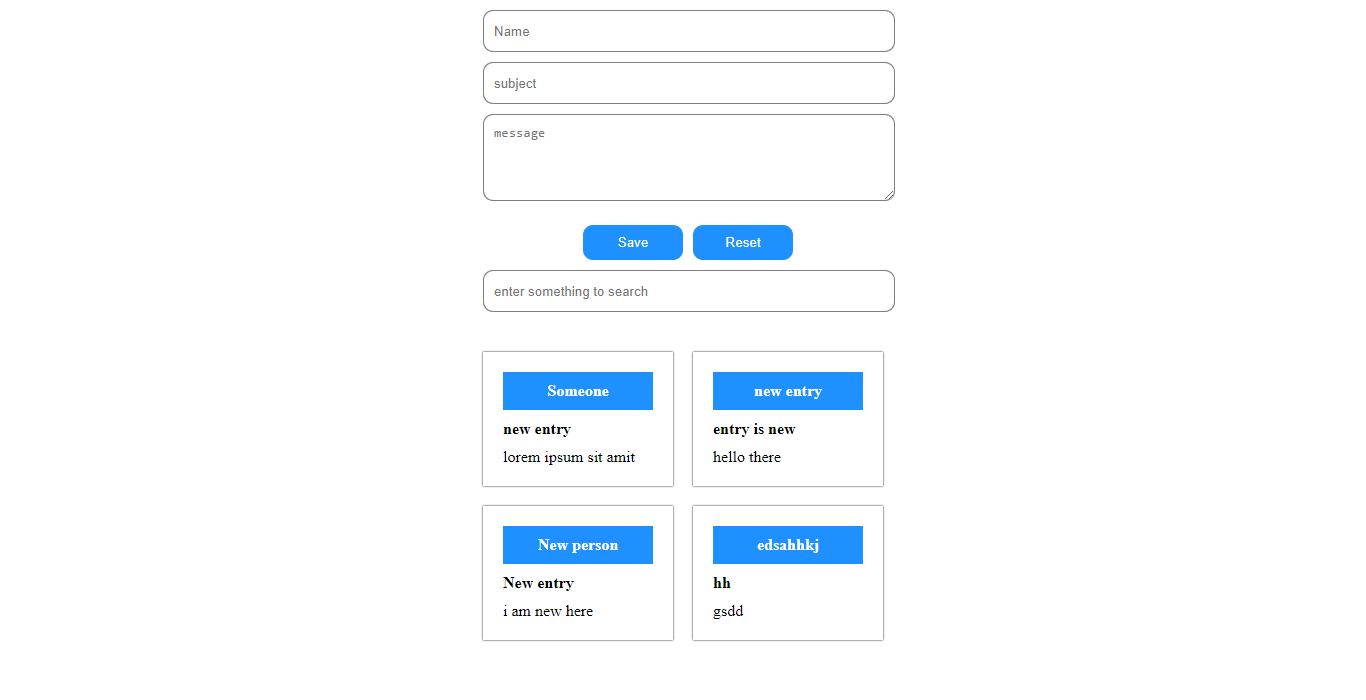 Name
subject
message
Save Reset
enter something to search
Someone
new entry
lorem ipsum sit amit
new entry
entry is new
hello there
New person
New entry
i am new here
edsahhkj
hh
gsdd